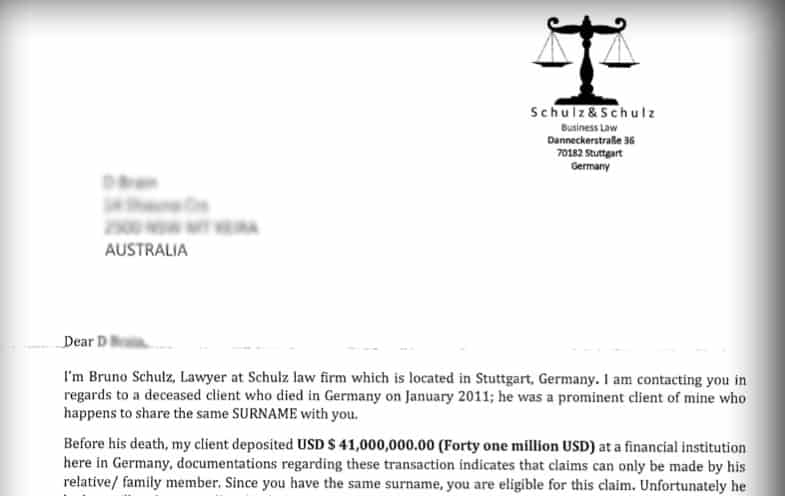 Schulz&Schulz
Business Law
Danneckerstraße 36
70182 Stuttgart
Germany
AUSTRALIA
Dear D
I'm Bruno Schulz, Lawyer at Schulz law firm which is located in Stuttgart, Germany. I am contacting you in
regards to a deceased client who died in Germany on January 2011; he was a prominent client of mine who
happens to share the same SURNAME with you.
Before his death, my client deposited USD $ 41,000,000.00 (Forty one million USD) at a financial institution
here in Germany, documentations regarding these transaction indicates that claims can only be made by his
relative/ family member. Since you have the same surname, you are eligible for this claim. Unfortunately he